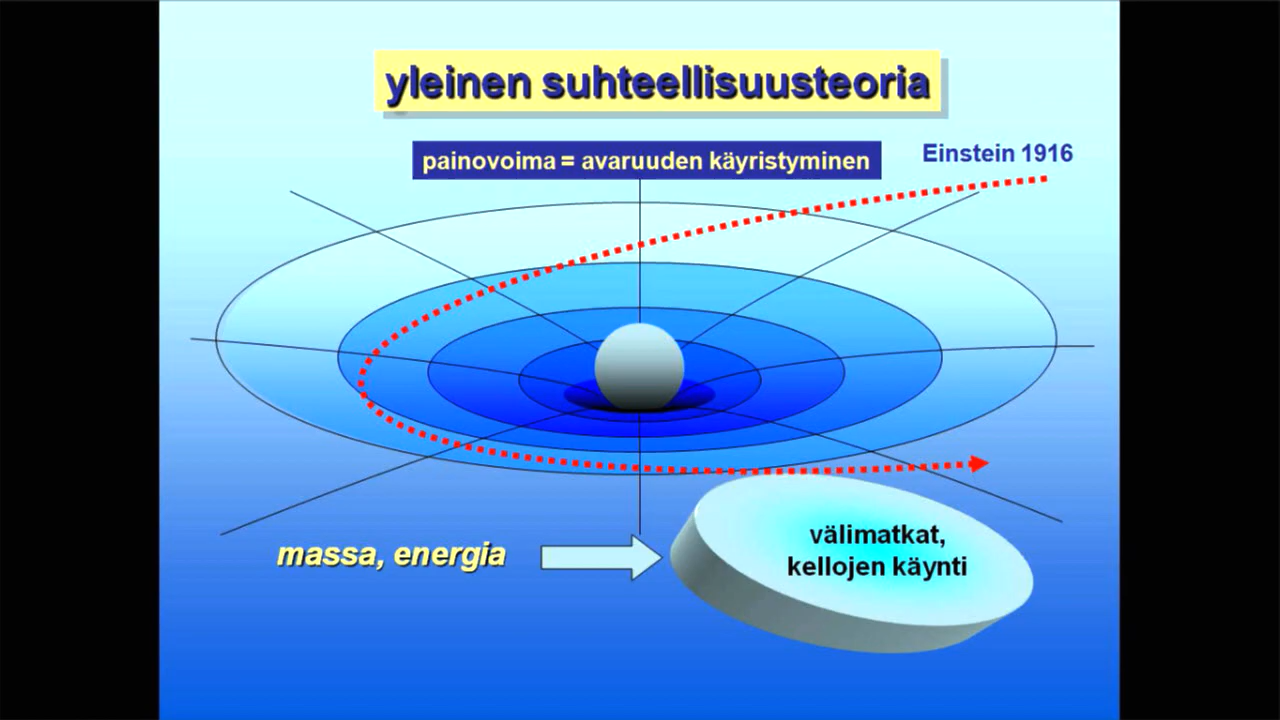 yleinen suhteellisuusteoria
painovoima = avaruuden käyristyminen
Einstein 1916
massa, energia
välimatkat,
kellojen käynti